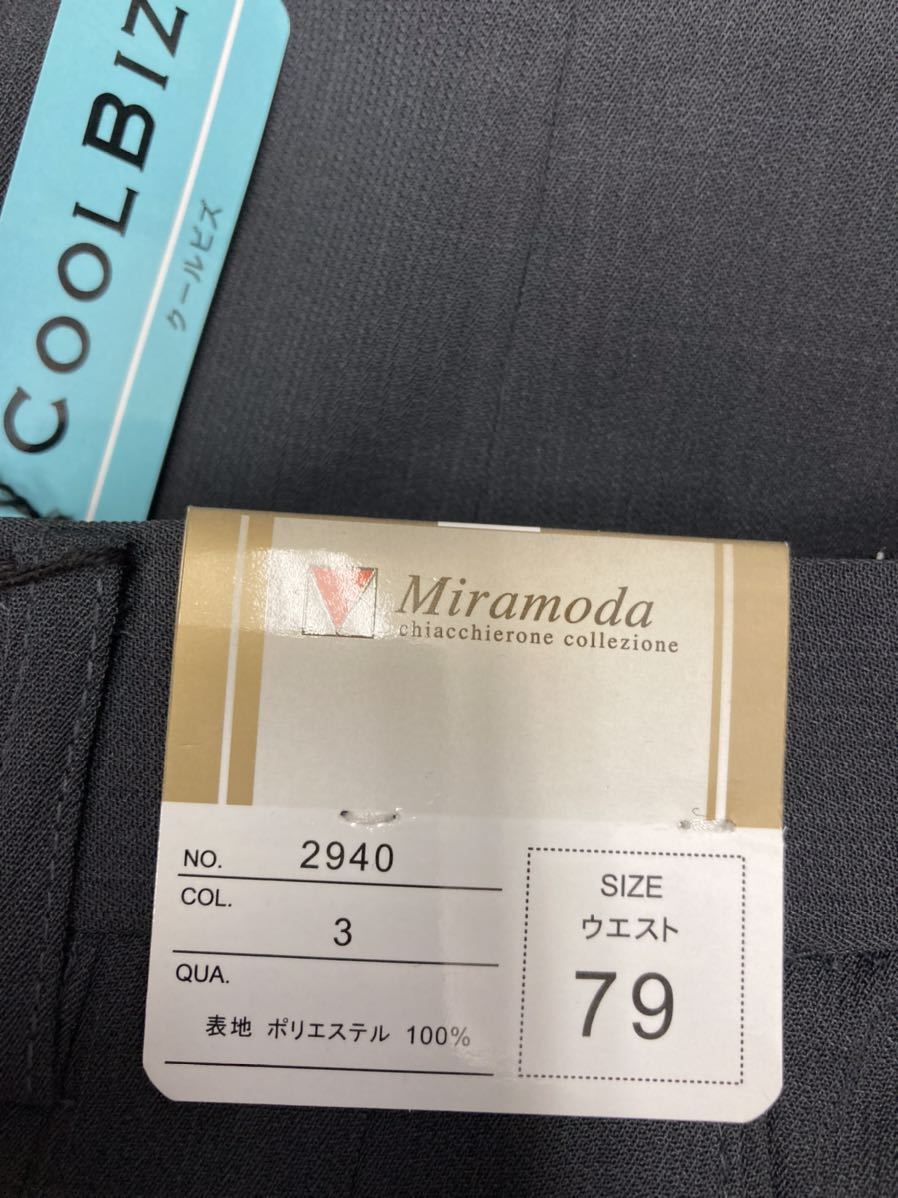 COOLBIZ
クールビズ
Miramoda
chiacchierone collezione
NO. 2940
COL. 3
QUA.
表地 ポリエステル 100%
SIZE
ウエスト
79